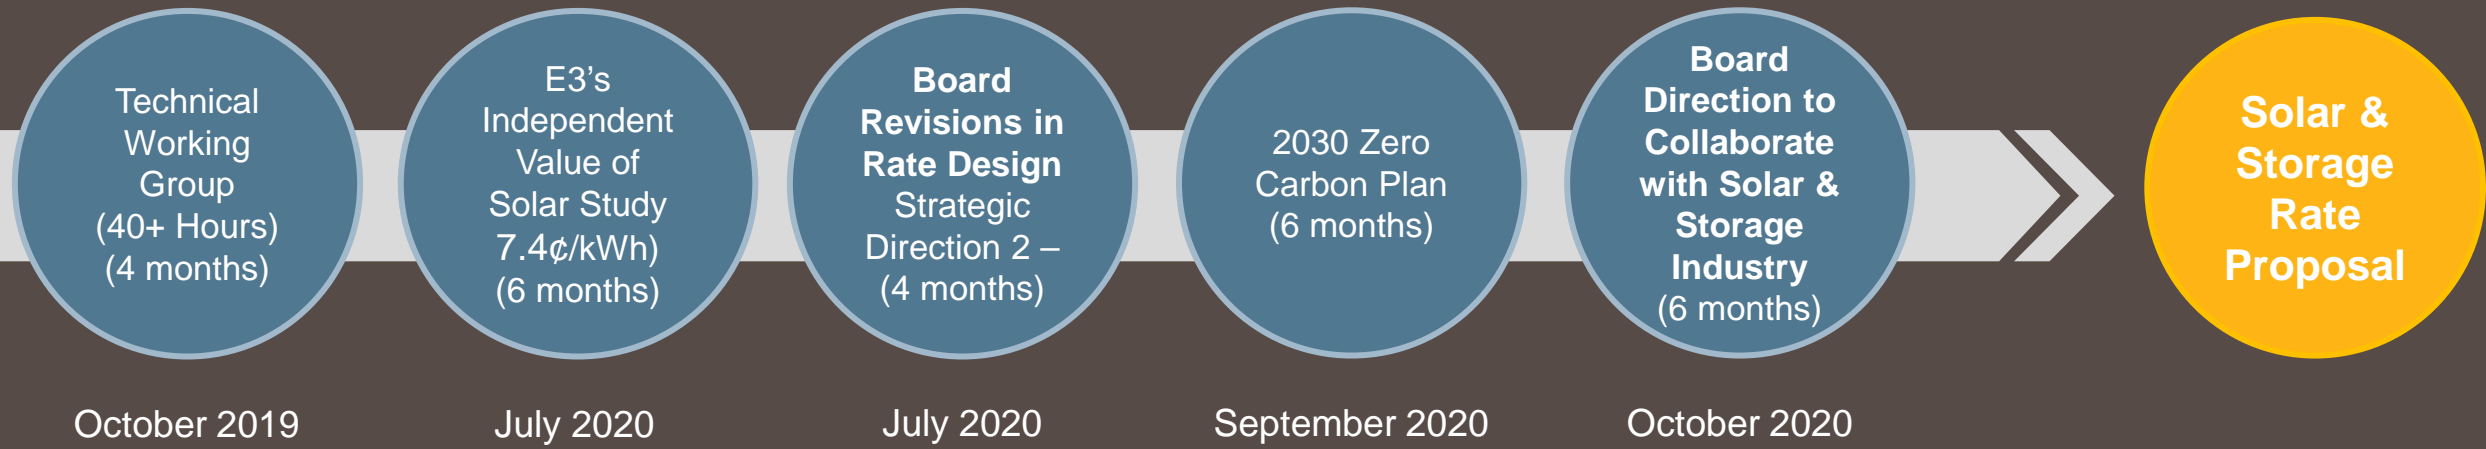 Technical
Working
Group
(40+ Hours)
(4 months)
October 2019
E3’s
Independent
Value of
Solar Study
7.4¢/kWh)
(6 months)
July 2020
Board
Revisions in
Rate Design
Strategic
Direction 2 –
(4 months)
July 2020
2030 Zero
Carbon Plan
(6 months)
September 2020
Board
Direction to
Collaborate
with Solar &
Storage
Industry
(6 months)
October 2020
Solar &
Storage
Rate
Proposal